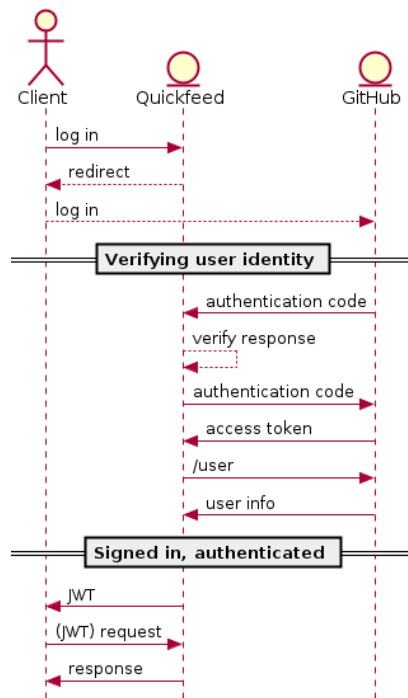 Client Quickfeed GitHub
log in
redirect
log in
Verifying user identity
authentication code
verify response
authentication code
access token
/user
user info
Signed in, authenticated
JWT
(JWT) request
response